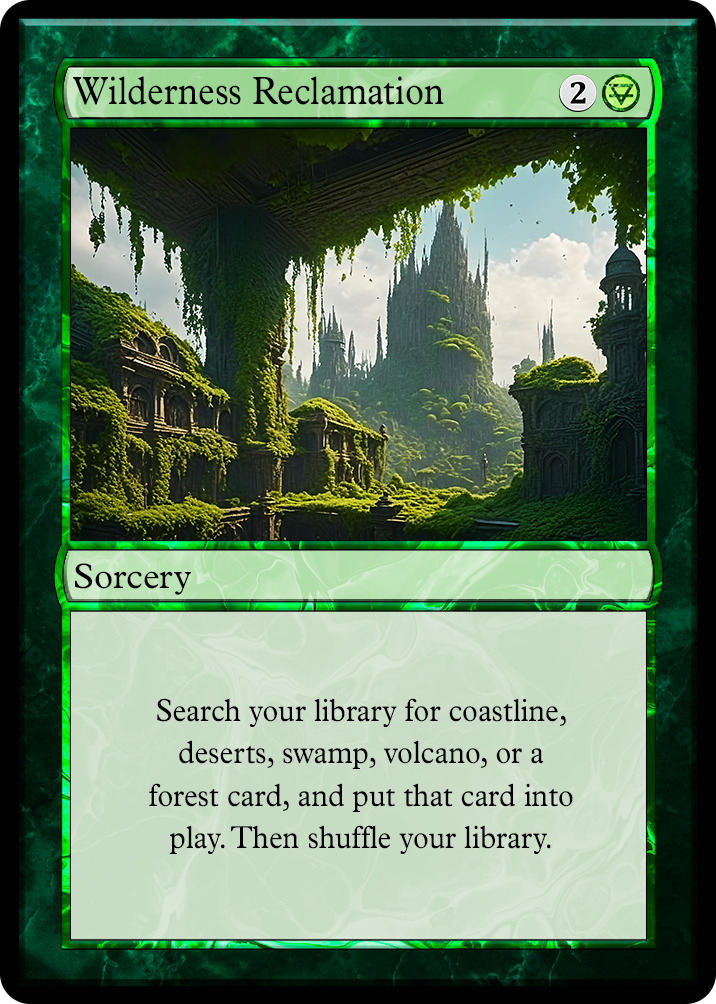 Wilderness Reclamation 2
Sorcery
Search your library for coastline,
deserts, swamp, volcano, or a
forest card, and put that card into
play. Then shuffle your library.